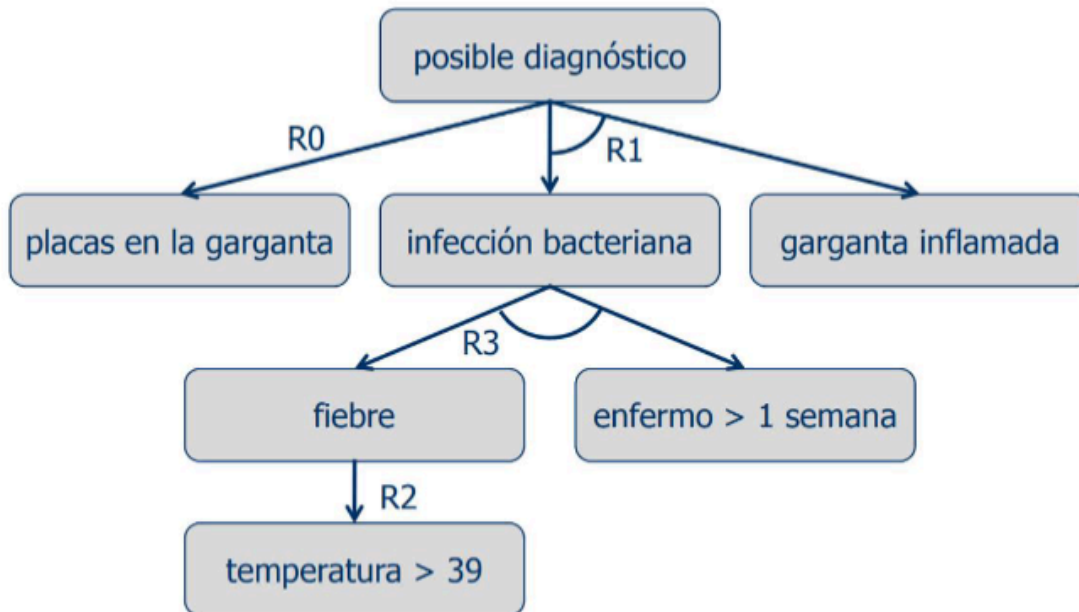 posible diagnóstico
R0
R1
placas en la garganta
infección bacteriana
garganta inflamada
R3
fiebre
enfermo > 1 semana
R2
temperatura > 39